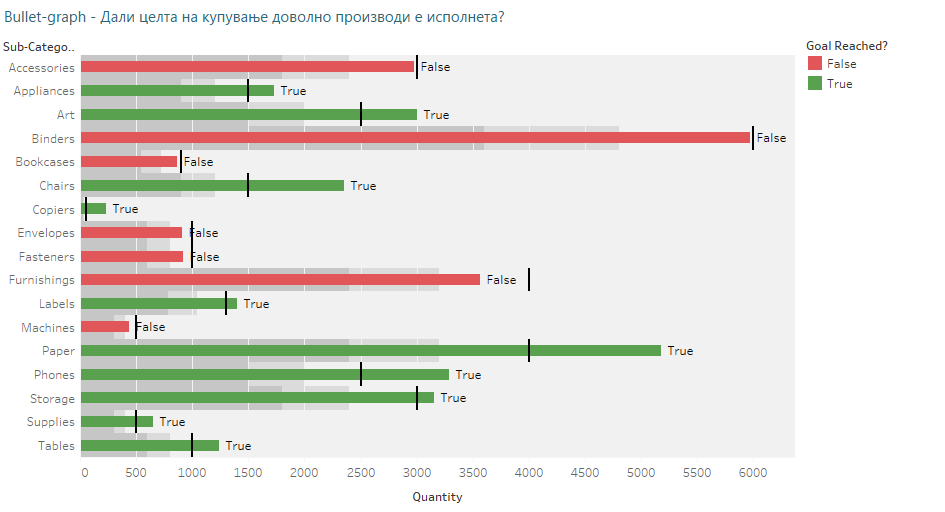 Bullet-graph - Дали целта на купување доволно производи е исполнета?
Sub-Catego..
Goal Reached?
False
True
Accessories False
Appliances True
Art True
Binders False
Bookcases False
Chairs True
Copiers True
Envelopes False
Fasteners False
Furnishings False
Labels True
Machines False
Paper True
Phones True
Storage True
Supplies True
Tables True
0 500 1000 1500 2000 2500 3000 3500 4000 4500 5000 5500 6000
Quantity